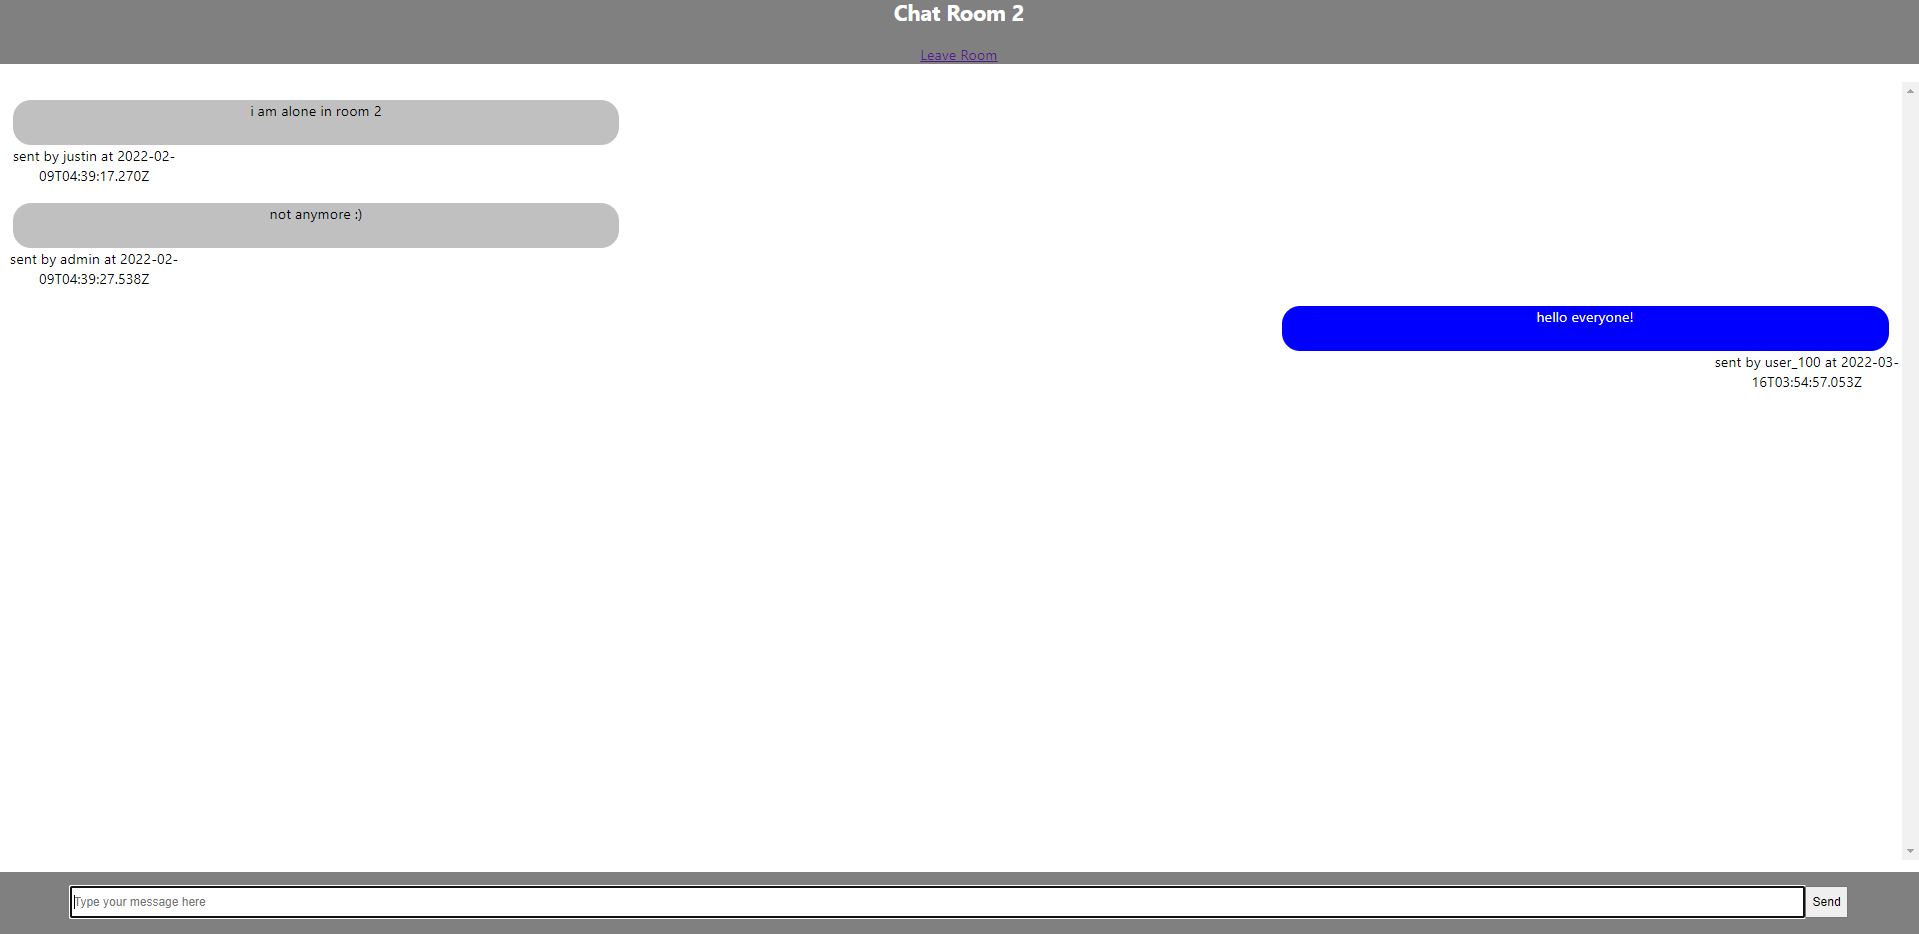 Chat Room 2
Leave Room
i am alone in room 2
sent by justin at 2022-02-
09T04:39:17.270Z
not anymore :)
sent by admin at 2022-02-
09T04:39:27.538Z
hello everyone!
sent by user_100 at 2022-03-
16T03:54:57.053Z
Type your message here
Send